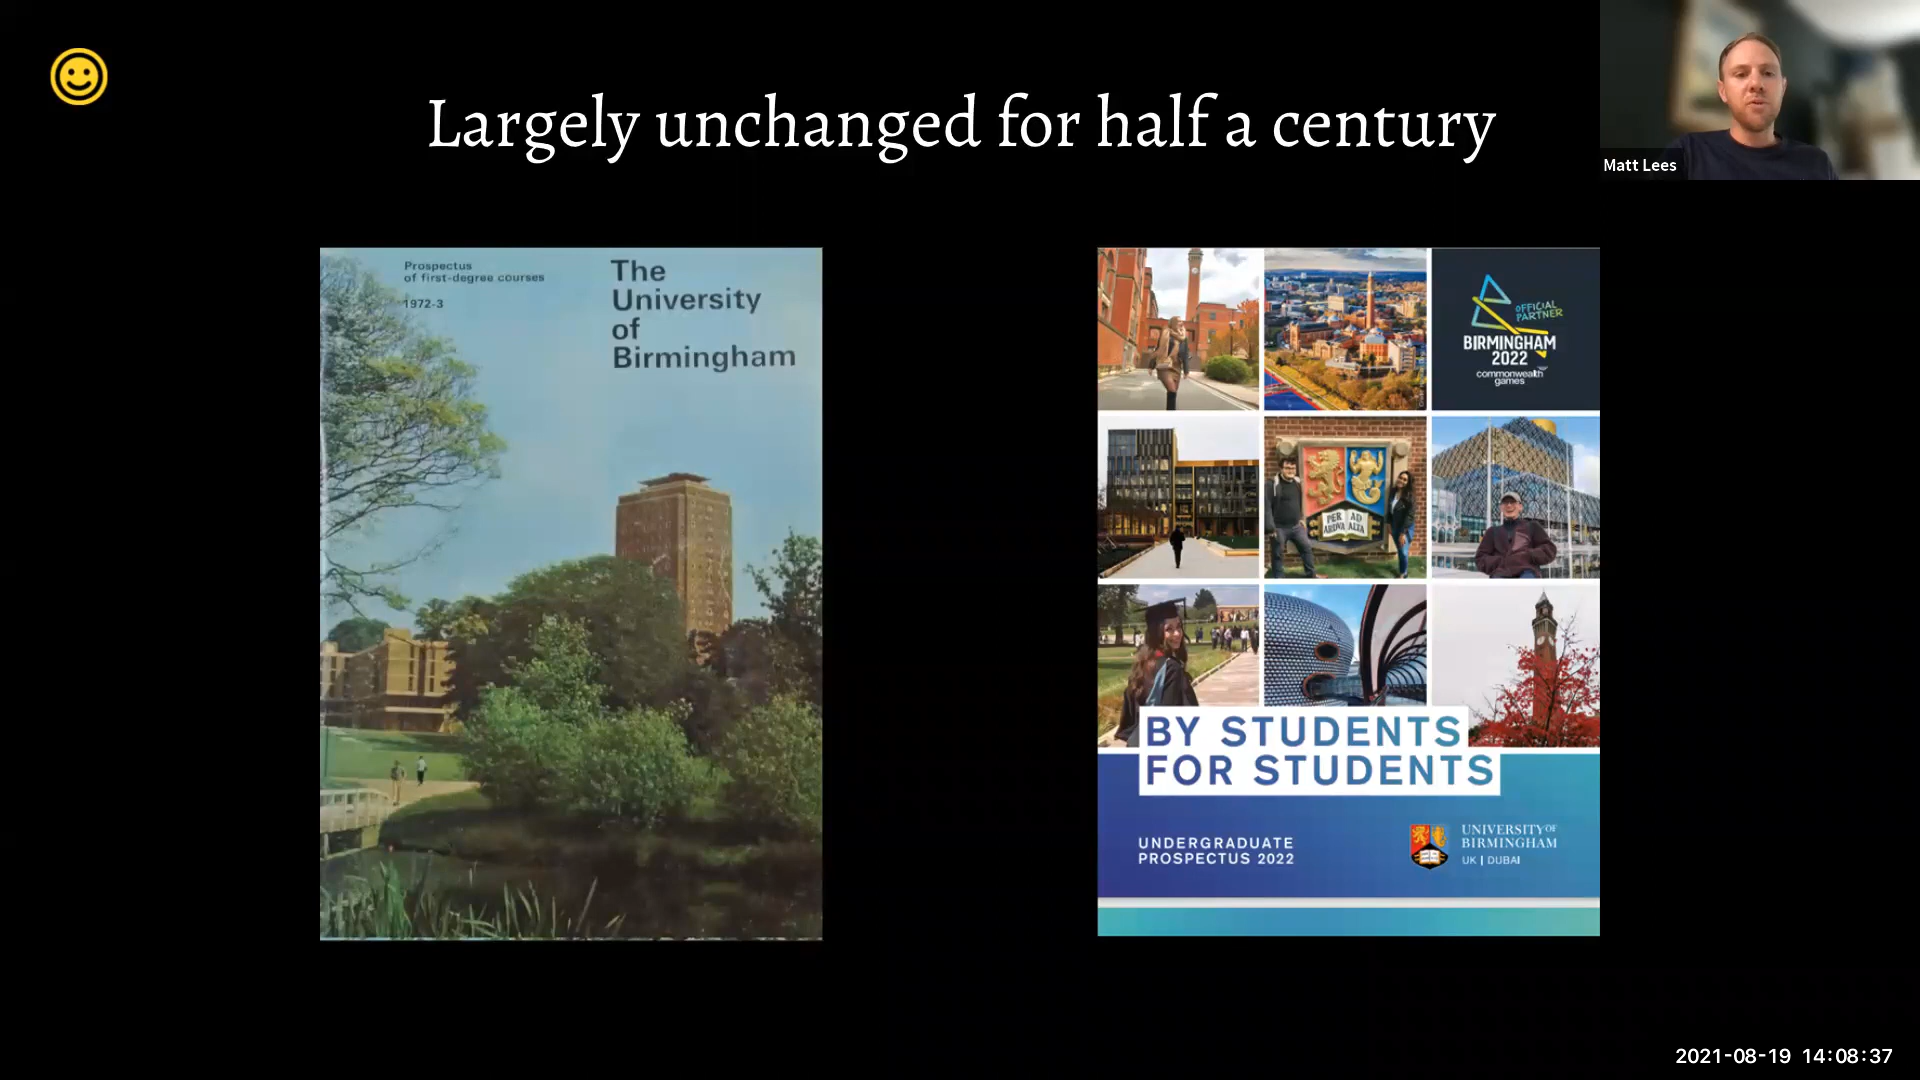 Largely unchanged for half a century
Matt Lees
Prospectus
of first-degree courses
1972-3
The
University
of
Birmingham
OFFICIAL
PARTNER
BIRMINGHAM
2022
commonwealth
games
PER AD
ARDVA ALTA
BY STUDENTS
FOR STUDENTS
UNDERGRADUATE
PROSPECTUS 2022
UNIVERSITY OF
BIRMINGHAM
UK | DUBAI
2021-08-19 14:08:37